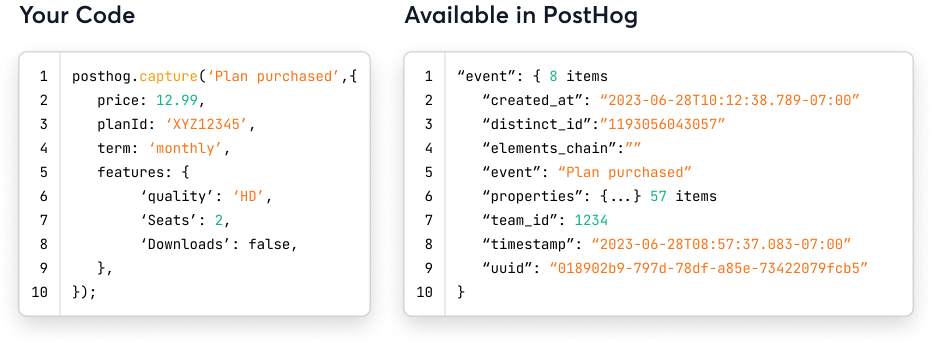 Your Code
1 posthog.capture(‘Plan purchased’,{
2 price: 12.99,
3 planId: ‘XYZ12345’,
4 term: ‘monthly’,
5 features: {
6 ‘quality’: ‘HD’,
7 ‘Seats’: 2,
8 ‘Downloads’: false,
9 },
10 });
Available in PostHog
1 “event”: { 8 items
2 “created_at”: “2023-06-28T10:12:38.789-07:00”
3 “distinct_id”:”1193056043057”
4 “elements_chain”:””
5 “event”: “Plan purchased”
6 “properties”: {...} 57 items
7 “team_id”: 1234
8 “timestamp”: “2023-06-28T08:57:37.083-07:00”
9 “uuid”: “018902b9-797d-78df-a85e-73422079fcb5”
10 }